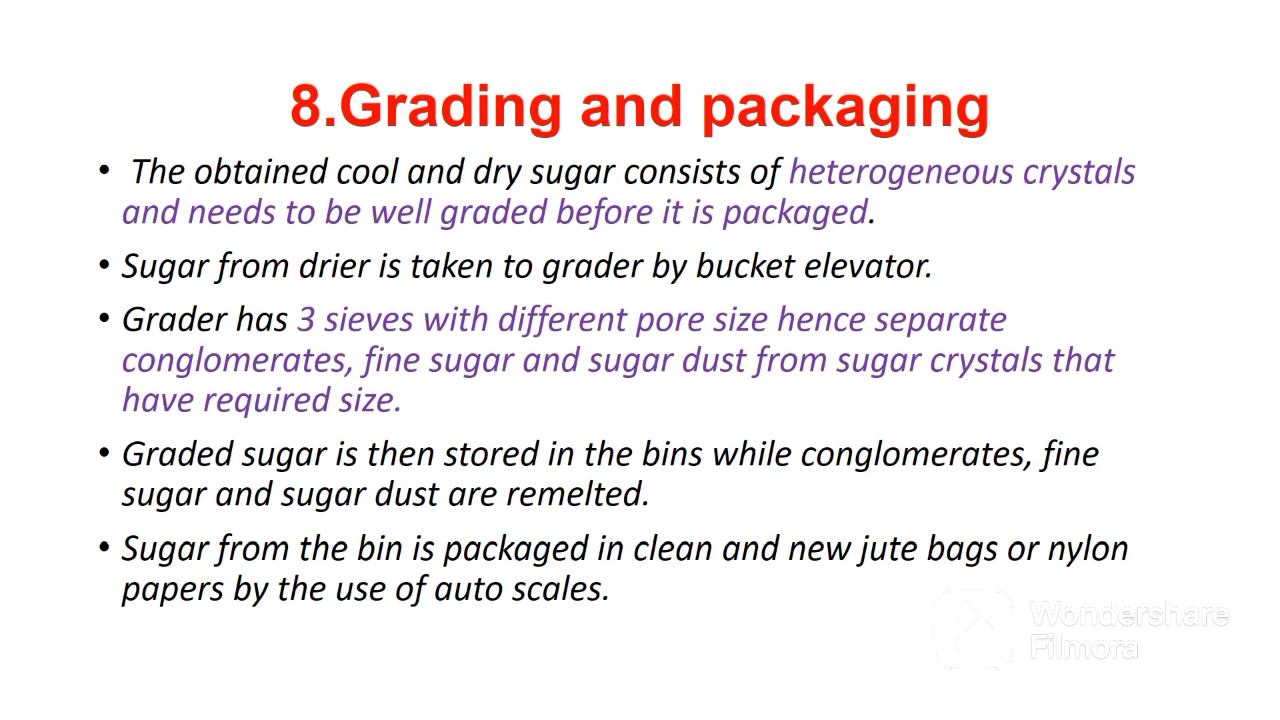 8.Grading and packaging
• The obtained cool and dry sugar consists of heterogeneous crystals
and needs to be well graded before it is packaged.
• Sugar from drier is taken to grader by bucket elevator.
• Grader has 3 sieves with different pore size hence separate
conglomerates, fine sugar and sugar dust from sugar crystals that
have required size.
• Graded sugar is then stored in the bins while conglomerates, fine
sugar and sugar dust are remelted.
• Sugar from the bin is packaged in clean and new jute bags or nylon
papers by the use of auto scales.
Wondershare
Filmora